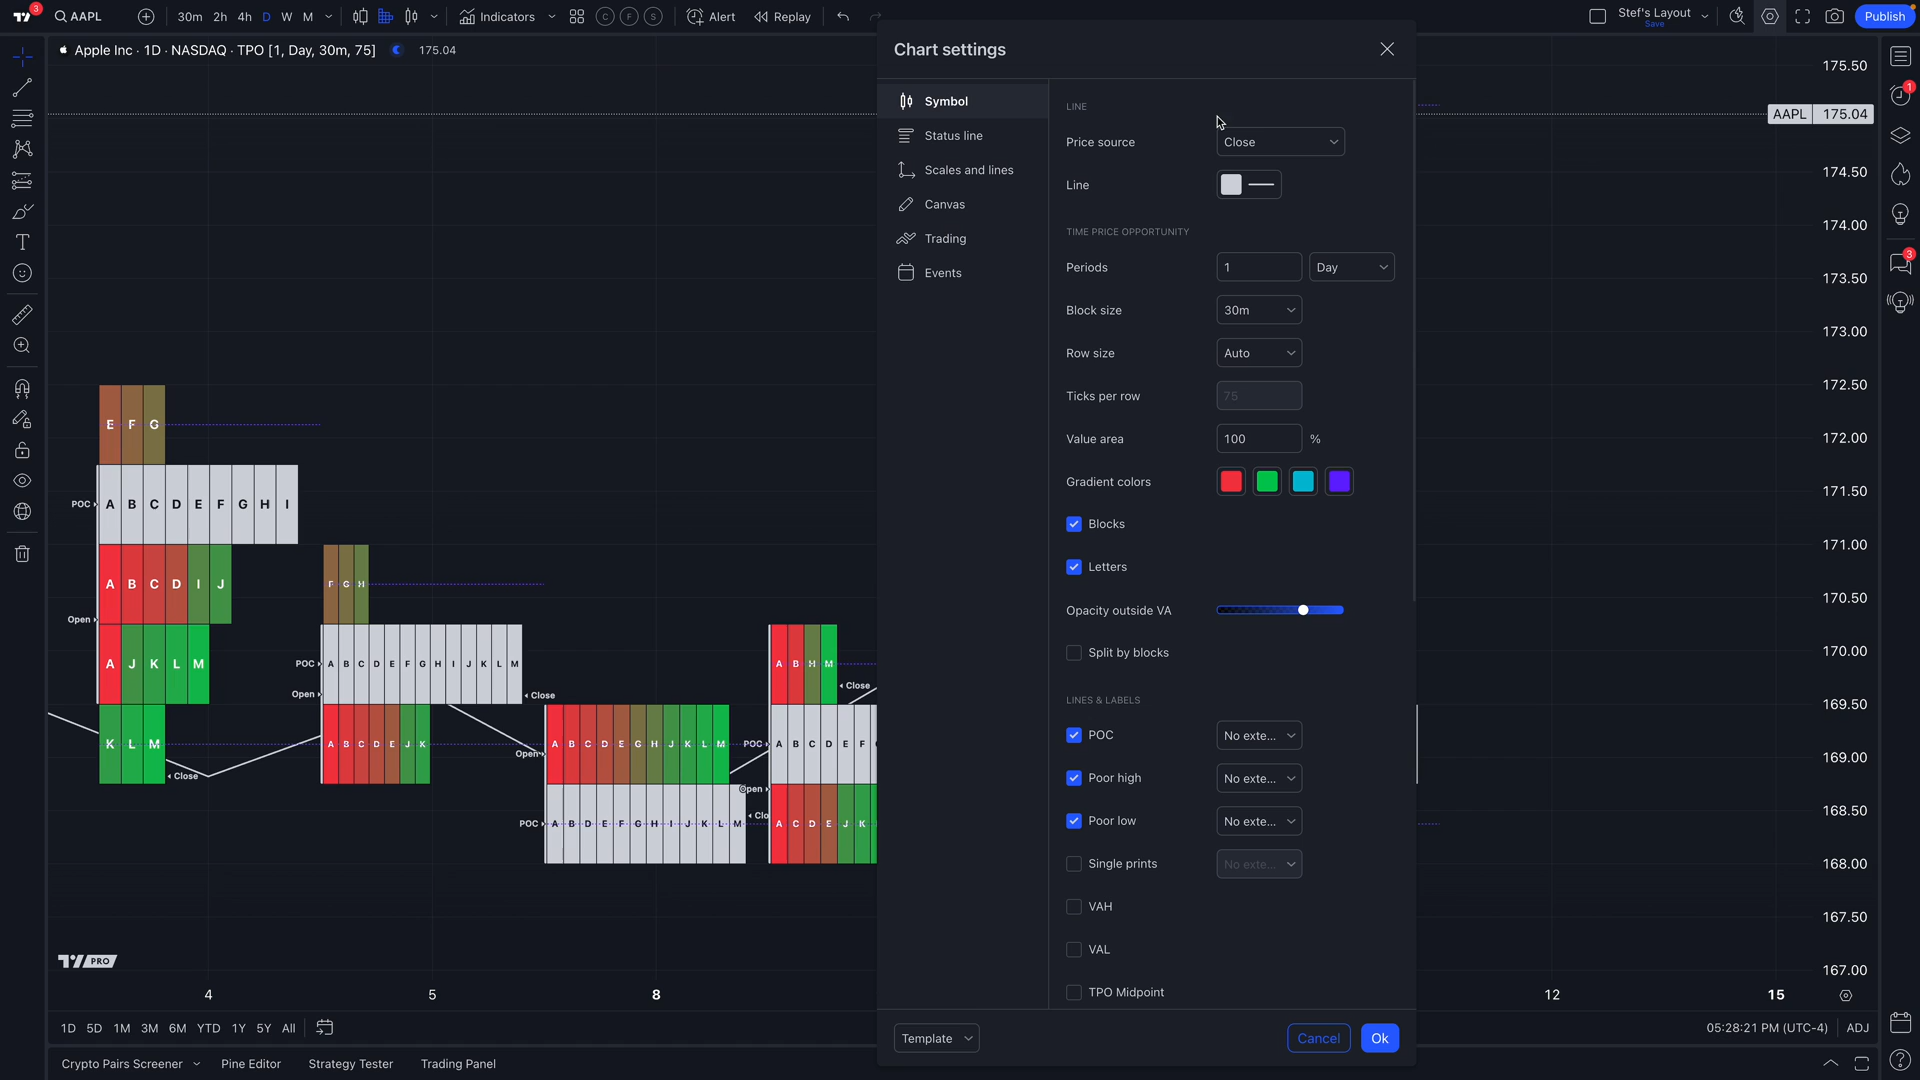 3
AAPL
30m 2h 4h D W M
Indicators
C F S
Alert
Replay
Stef's Layout
Save
Publish
Apple Inc · 1D · NASDAQ · TPO [1, Day, 30m, 75] 175.04
Chart settings
Symbol
Status line
Scales and lines
Canvas
Trading
Events
LINE
Price source Close
Line
TIME PRICE OPPORTUNITY
Periods 1 Day
Block size 30m
Row size Auto
Ticks per row 75
Value area 100 %
Gradient colors
Blocks
Letters
Opacity outside VA
Split by blocks
LINES & LABELS
POC No exte...
Poor high No exte...
Poor low No exte...
Single prints No exte...
VAH
VAL
TPO Midpoint
Template
Cancel
Ok
E F G
POC A B C D E F G H I
A B C D I J
Open
A J K L M
K L M
Close
F G H
POC A B C D E F G H I J K L M
Open
Close
A B C D E J K
A B C D E G H J K L M
Open
POC A B D E F G H I J K L M
Close
A B H M
Close
POC A B C D E F
Open
A C D E J K
175.50
AAPL 175.04
174.50
174.00
173.50
173.00
172.50
172.00
171.50
171.00
170.50
170.00
169.50
169.00
168.50
168.00
167.50
167.00
1
3
PRO
4 5 8 12 15
1D 5D 1M 3M 6M YTD 1Y 5Y All
05:28:21 PM (UTC-4) ADJ
Crypto Pairs Screener
Pine Editor
Strategy Tester
Trading Panel